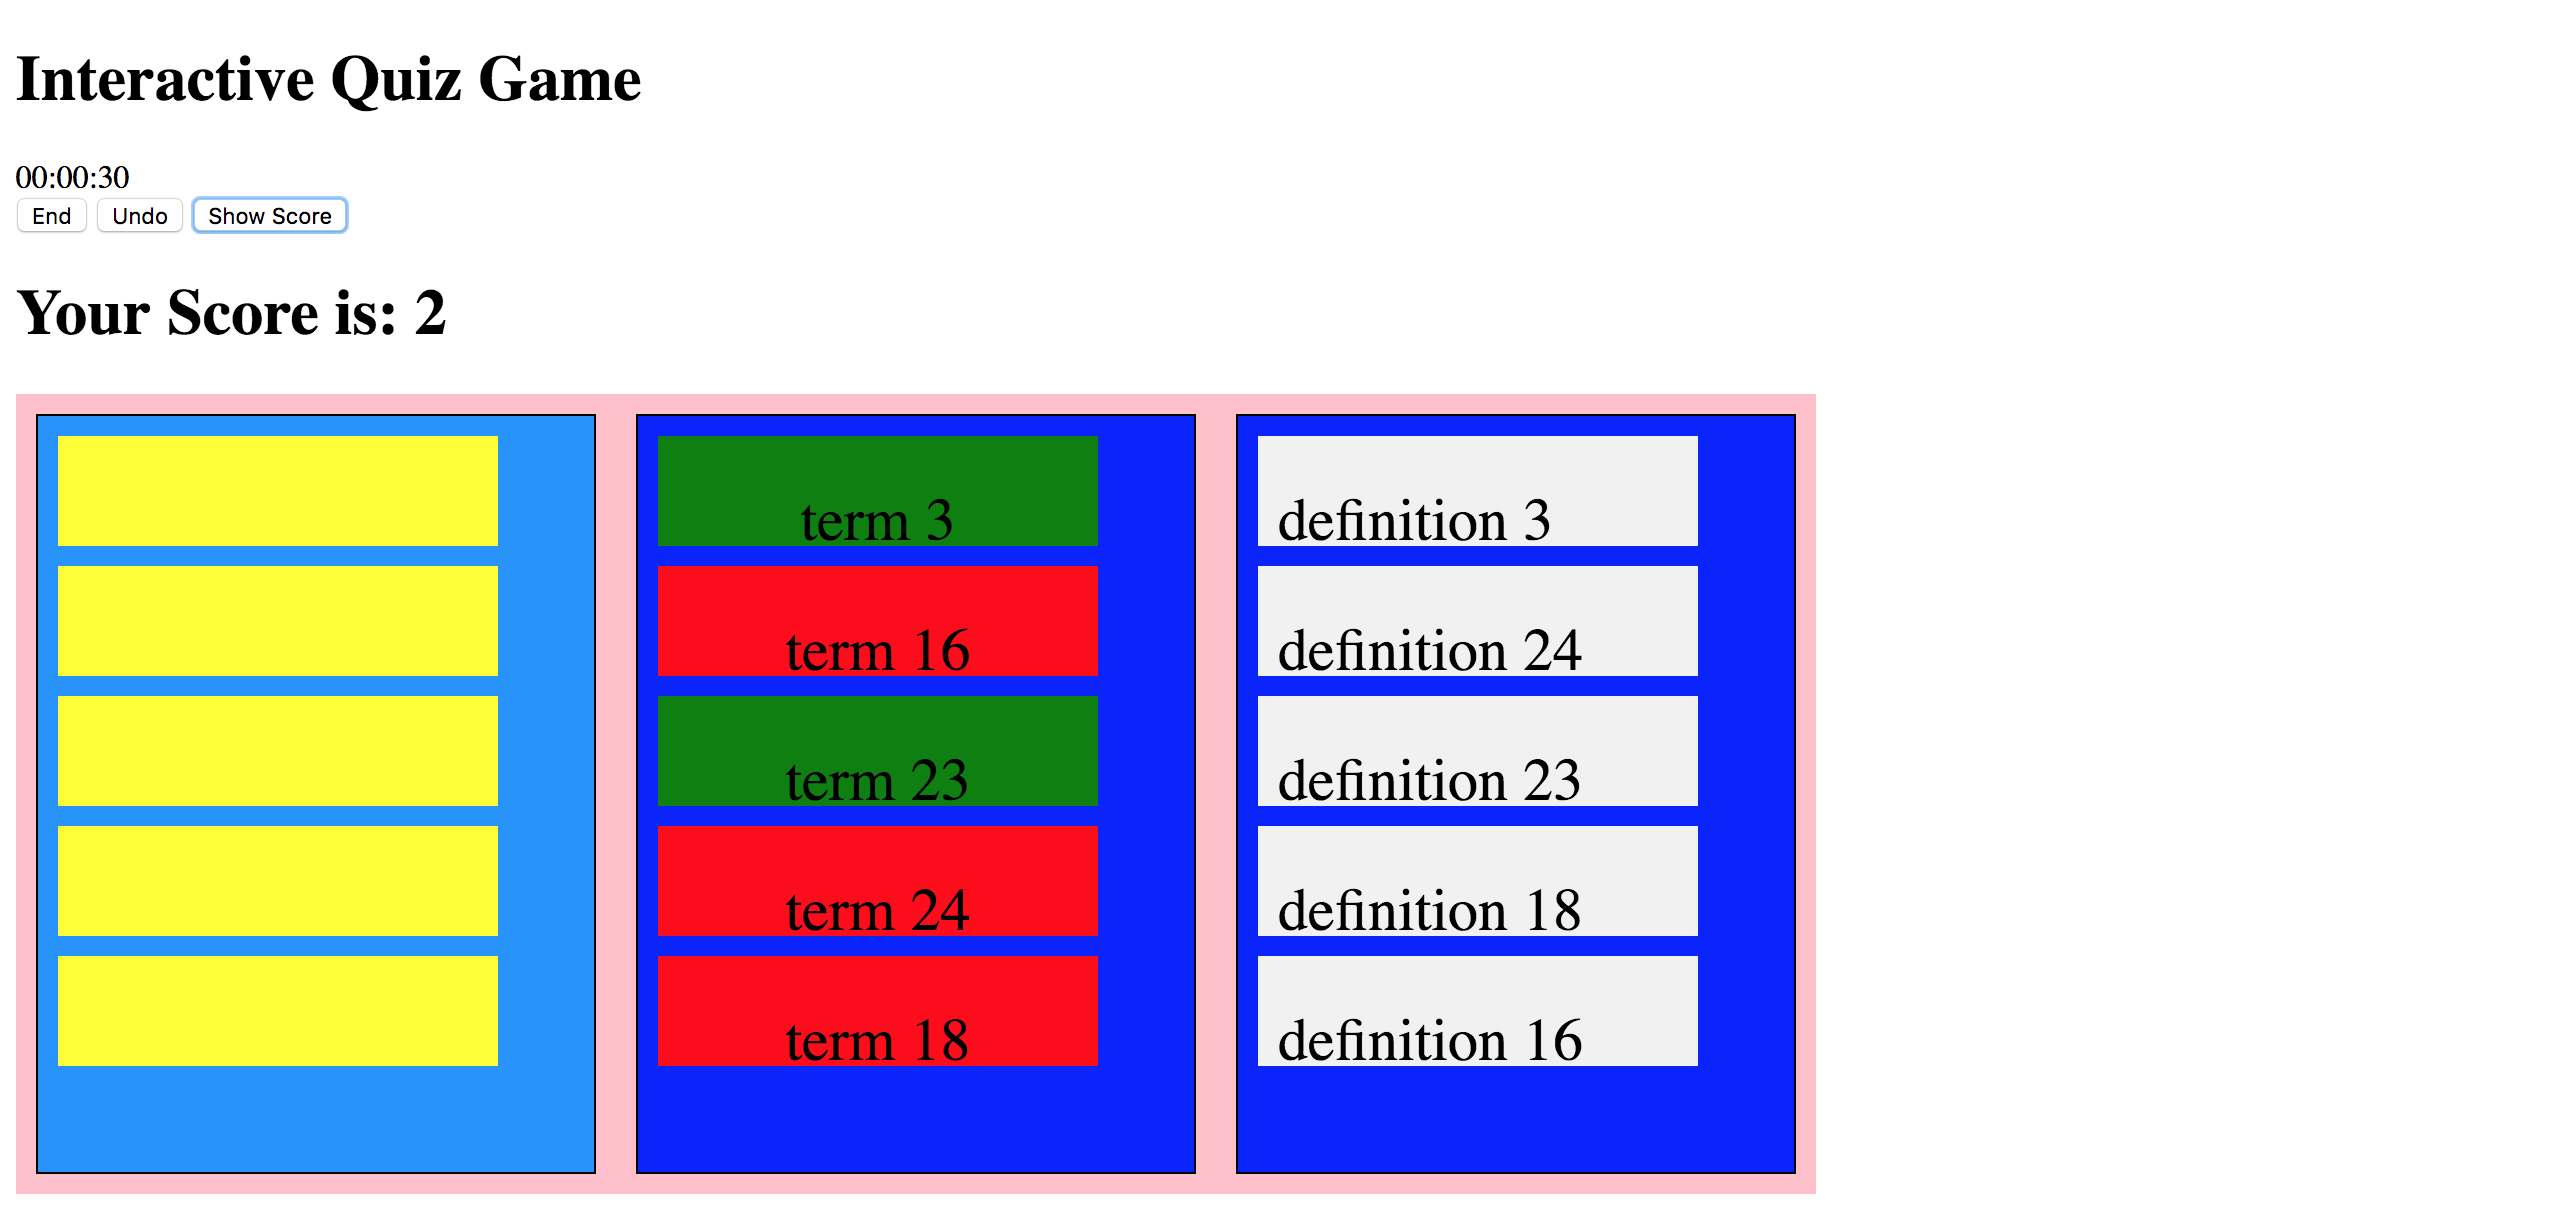 Interactive Quiz Game
00:00:30
End Undo Show Score
Your Score is: 2
term 3 definition 3
term 16 definition 24
term 23 definition 23
term 24 definition 18
term 18 definition 16